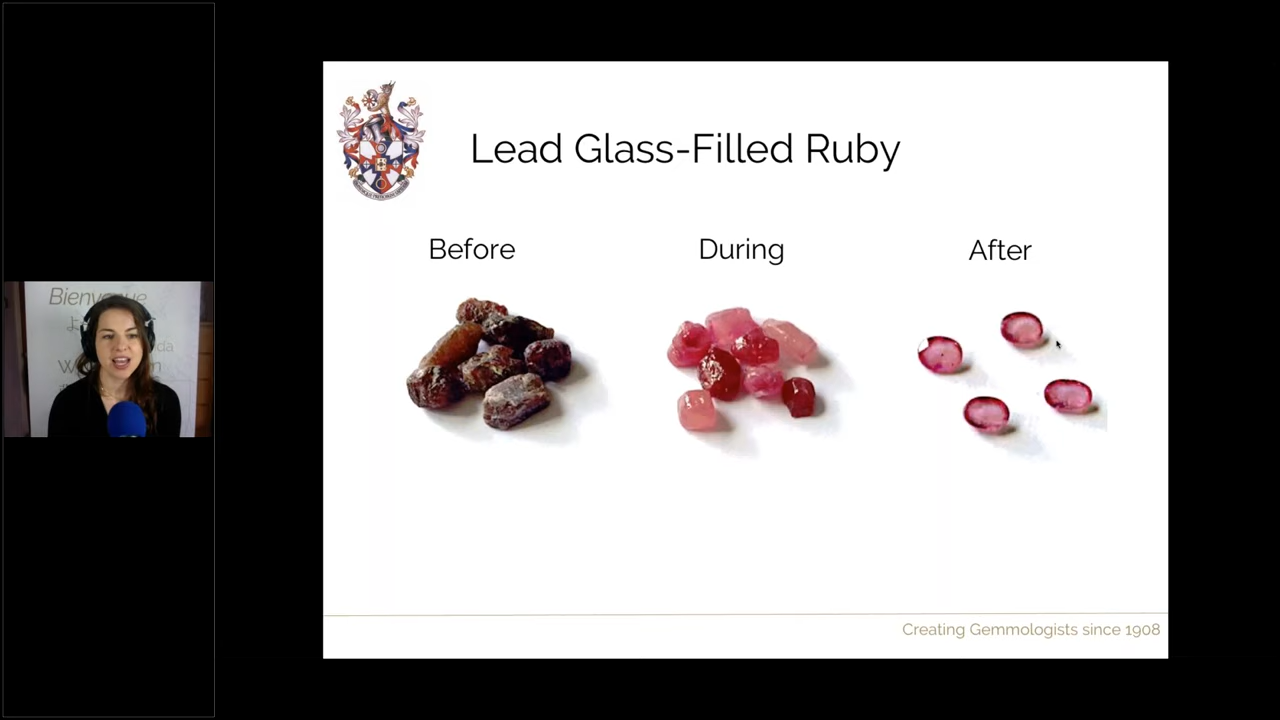 Lead Glass-Filled Ruby
Before
During
After
Bienvenue
Creating Gemmologists since 1908